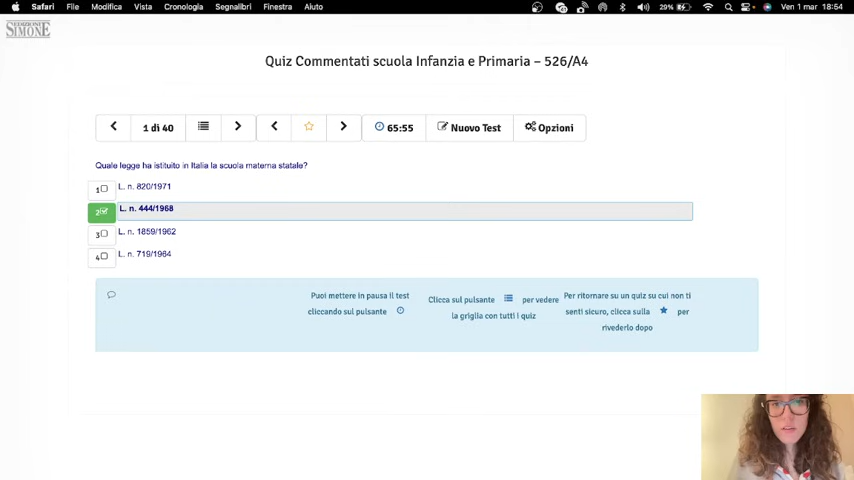 Safari File Modifica Vista Cronologia Segnalibri Finestra Aiuto 29% Ven 1 mar 18:54
EDIZIONI
SIMONE
Quiz Commentati scuola Infanzia e Primaria – 526/A4
1 di 40 65:55 Nuovo Test Opzioni
Quale legge ha istituito in Italia la scuola materna statale?
1 L. n. 820/1971
2 L. n. 444/1968
3 L. n. 1859/1962
4 L. n. 719/1964
Puoi mettere in pausa il test
cliccando sul pulsante
Clicca sul pulsante per vedere
la griglia con tutti i quiz
Per ritornare su un quiz su cui non ti
senti sicuro, clicca sulla per
rivederlo dopo